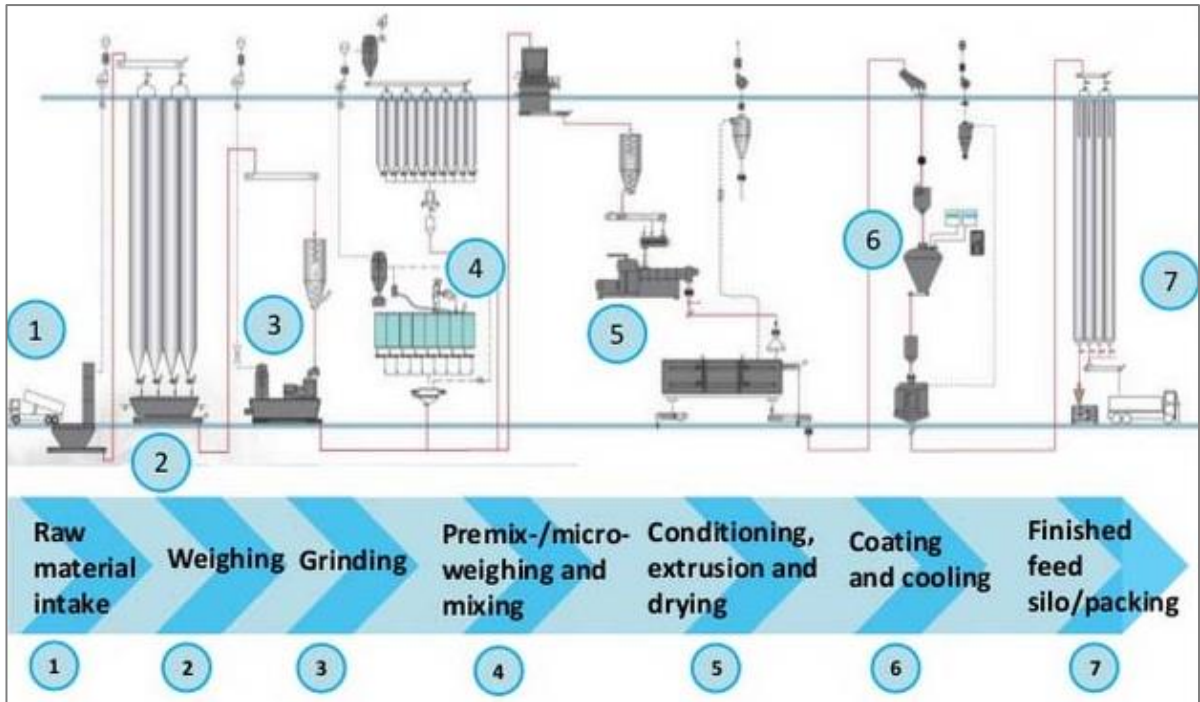 1
2
3
4
5
6
7
Raw
material
intake
Weighing
Grinding
Premix-/micro-
weighing and
mixing
Conditioning,
extrusion and
drying
Coating
and cooling
Finished
feed
silo/packing
1
2
3
4
5
6
7